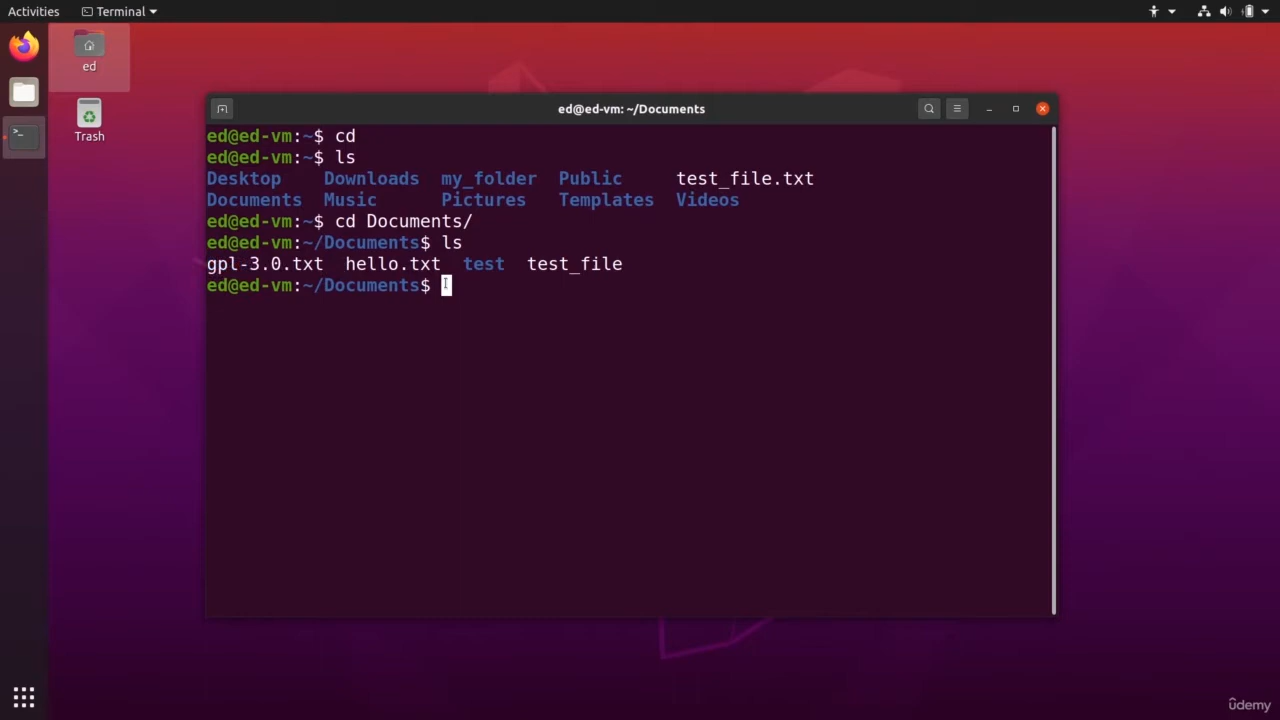 Activities Terminal
ed
Trash
ed@ed-vm: ~/Documents
ed@ed-vm:~$ cd
ed@ed-vm:~$ ls
Desktop Downloads my_folder Public test_file.txt
Documents Music Pictures Templates Videos
ed@ed-vm:~$ cd Documents/
ed@ed-vm:~/Documents$ ls
gpl-3.0.txt hello.txt test test_file
ed@ed-vm:~/Documents$
ûdemy